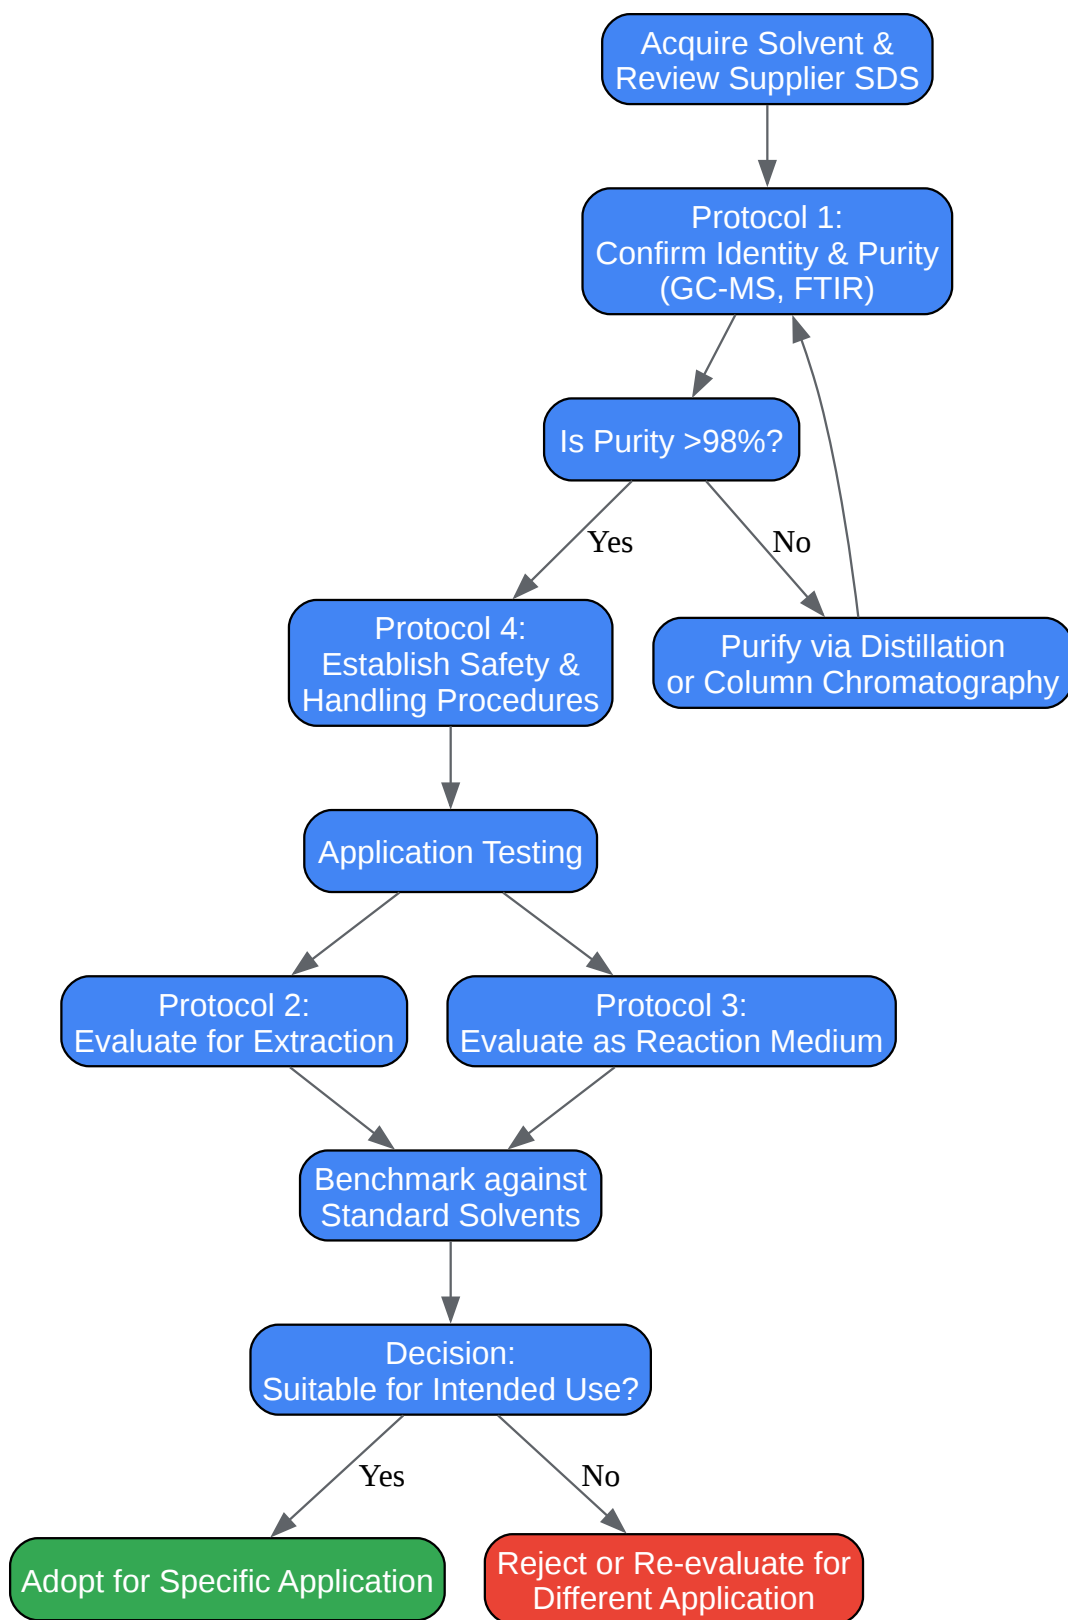 Acquire Solvent &
Review Supplier SDS
Protocol 1:
Confirm Identity & Purity
(GC-MS, FTIR)
Is Purity >98%?
Yes
No
Protocol 4:
Establish Safety &
Handling Procedures
Purify via Distillation
or Column Chromatography
Application Testing
Protocol 2:
Evaluate for Extraction
Protocol 3:
Evaluate as Reaction Medium
Benchmark against
Standard Solvents
Decision:
Suitable for Intended Use?
Yes
No
Adopt for Specific Application
Reject or Re-evaluate for
Different Application